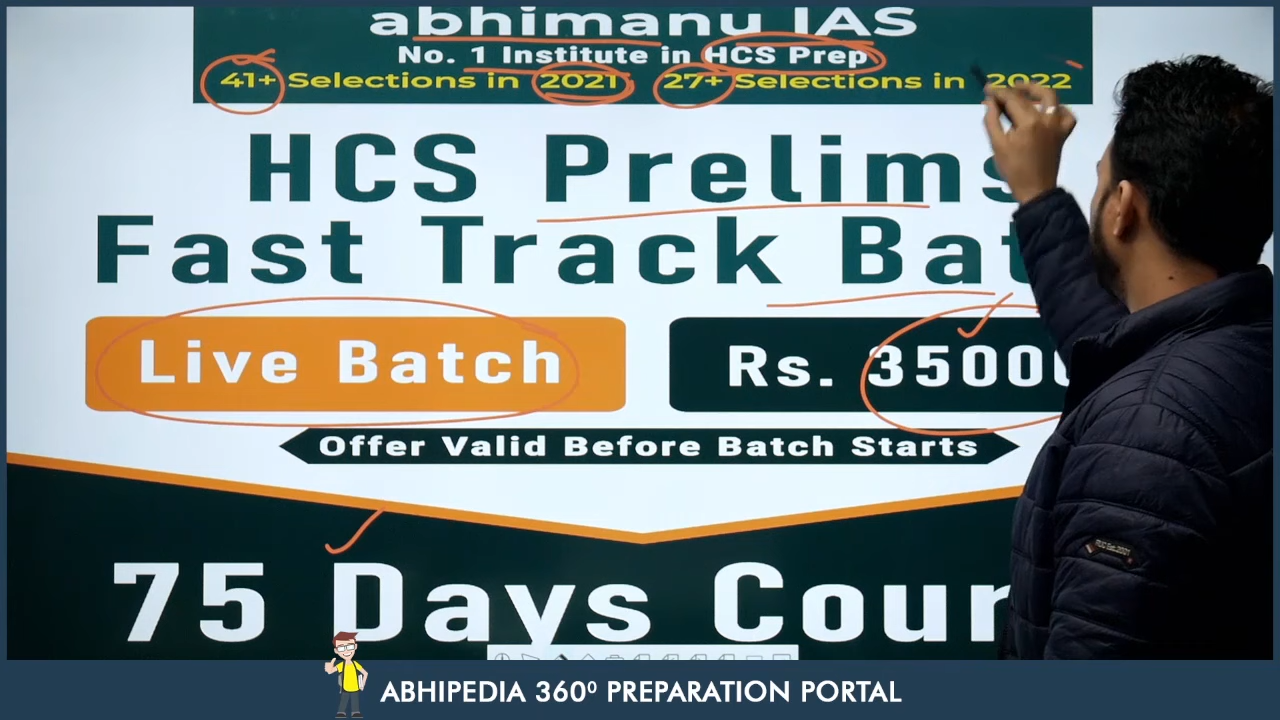 abhimanu IAS
No. 1 Institute in HCS Prep
41+ Selections in 2021 27+ Selections in 2022
HCS Prelims
Fast Track Bat
Live Batch
Rs. 3500
Offer Valid Before Batch Starts
75 Days Cour
ABHIPEDIA 360⁰ PREPARATION PORTAL